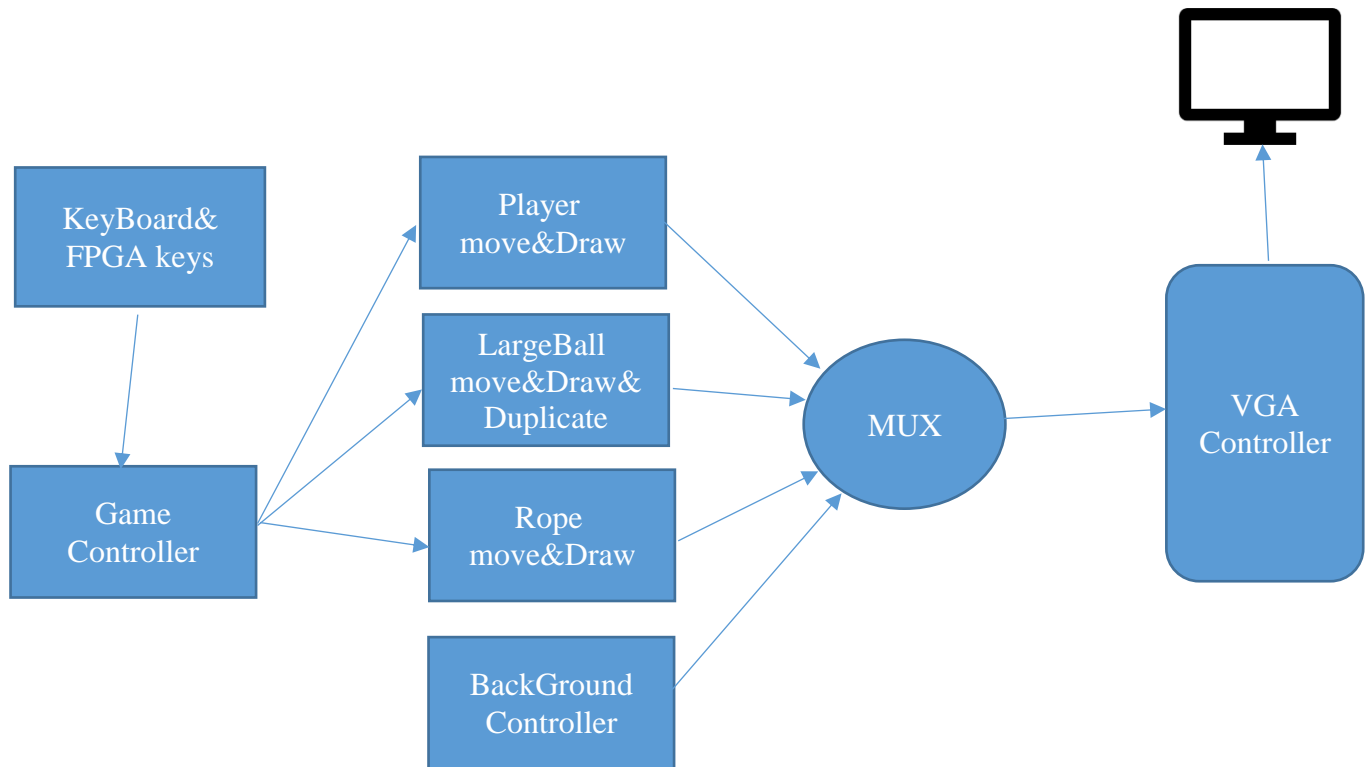 KeyBoard&
FPGA keys
Game
Controller
Player
move&Draw
LargeBall
move&Draw&
Duplicate
Rope
move&Draw
BackGround
Controller
MUX
VGA
Controller